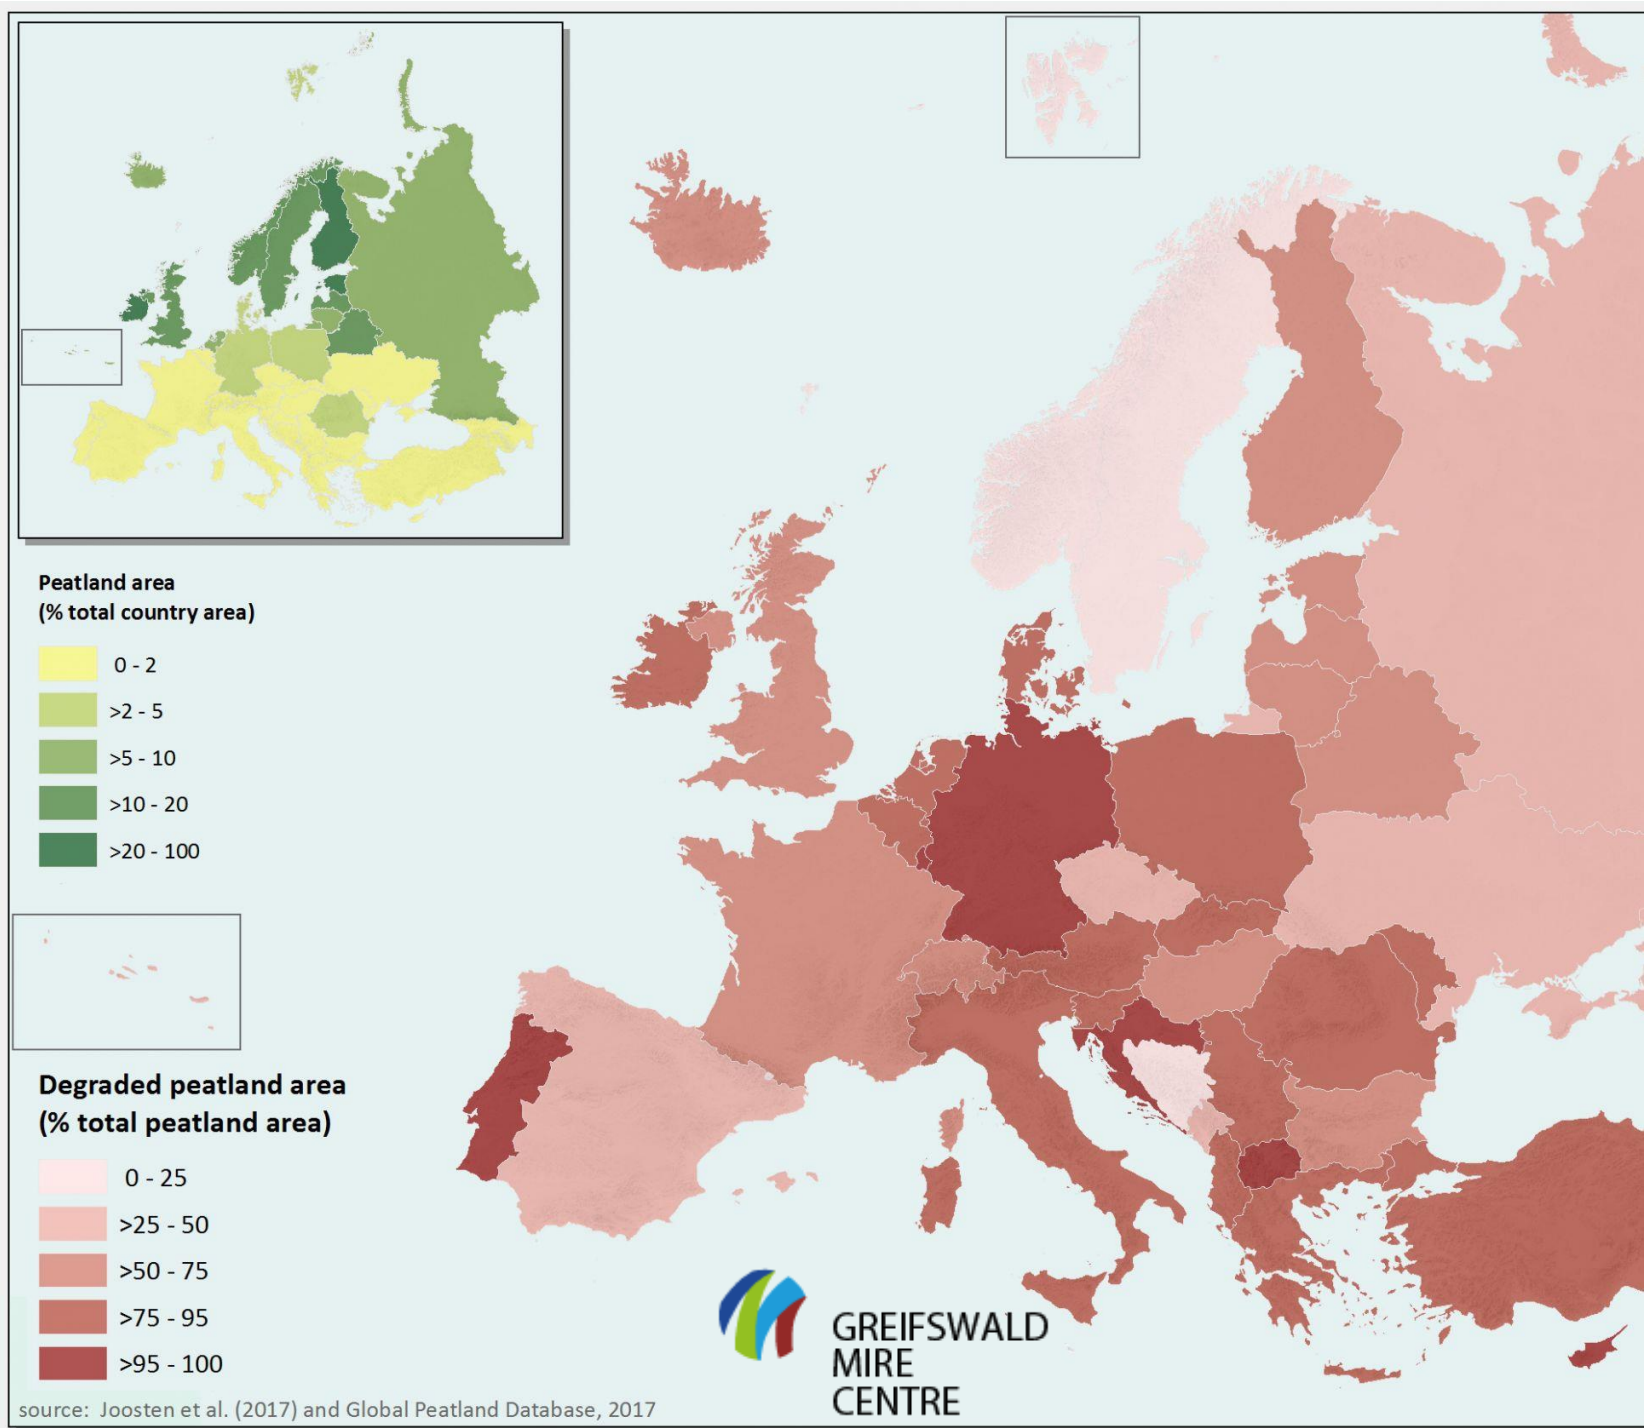 Peatland area
(% total country area)
0 - 2
>2 - 5
>5 - 10
>10 - 20
>20 - 100
Degraded peatland area
(% total peatland area)
0 - 25
>25 - 50
>50 - 75
>75 - 95
>95 - 100
GREIFSWALD
MIRE
CENTRE
source: Joosten et al. (2017) and Global Peatland Database, 2017